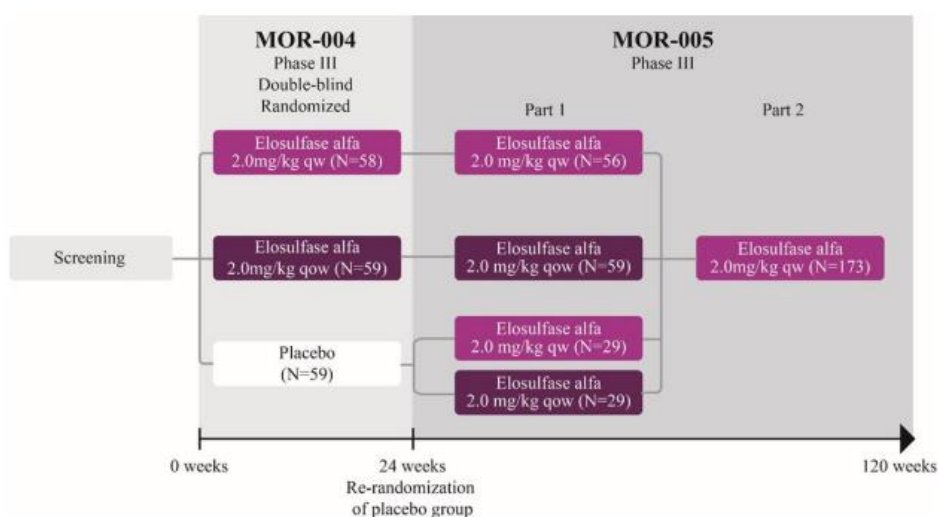 MOR-004
Phase III
Double-blind
Randomized
MOR-005
Phase III
Part 1
Part 2
Elosulfase alfa
2.0mg/kg qw (N=58)
Elosulfase alfa
2.0 mg/kg qw (N=56)
Screening
Elosulfase alfa
2.0mg/kg qow (N=59)
Elosulfase alfa
2.0 mg/kg qow (N=59)
Elosulfase alfa
2.0mg/kg qw (N=173)
Placebo
(N=59)
Elosulfase alfa
2.0 mg/kg qw (N=29)
Elosulfase alfa
2.0 mg/kg qow (N=29)
0 weeks
24 weeks
Re-randomization
of placebo group
120 weeks